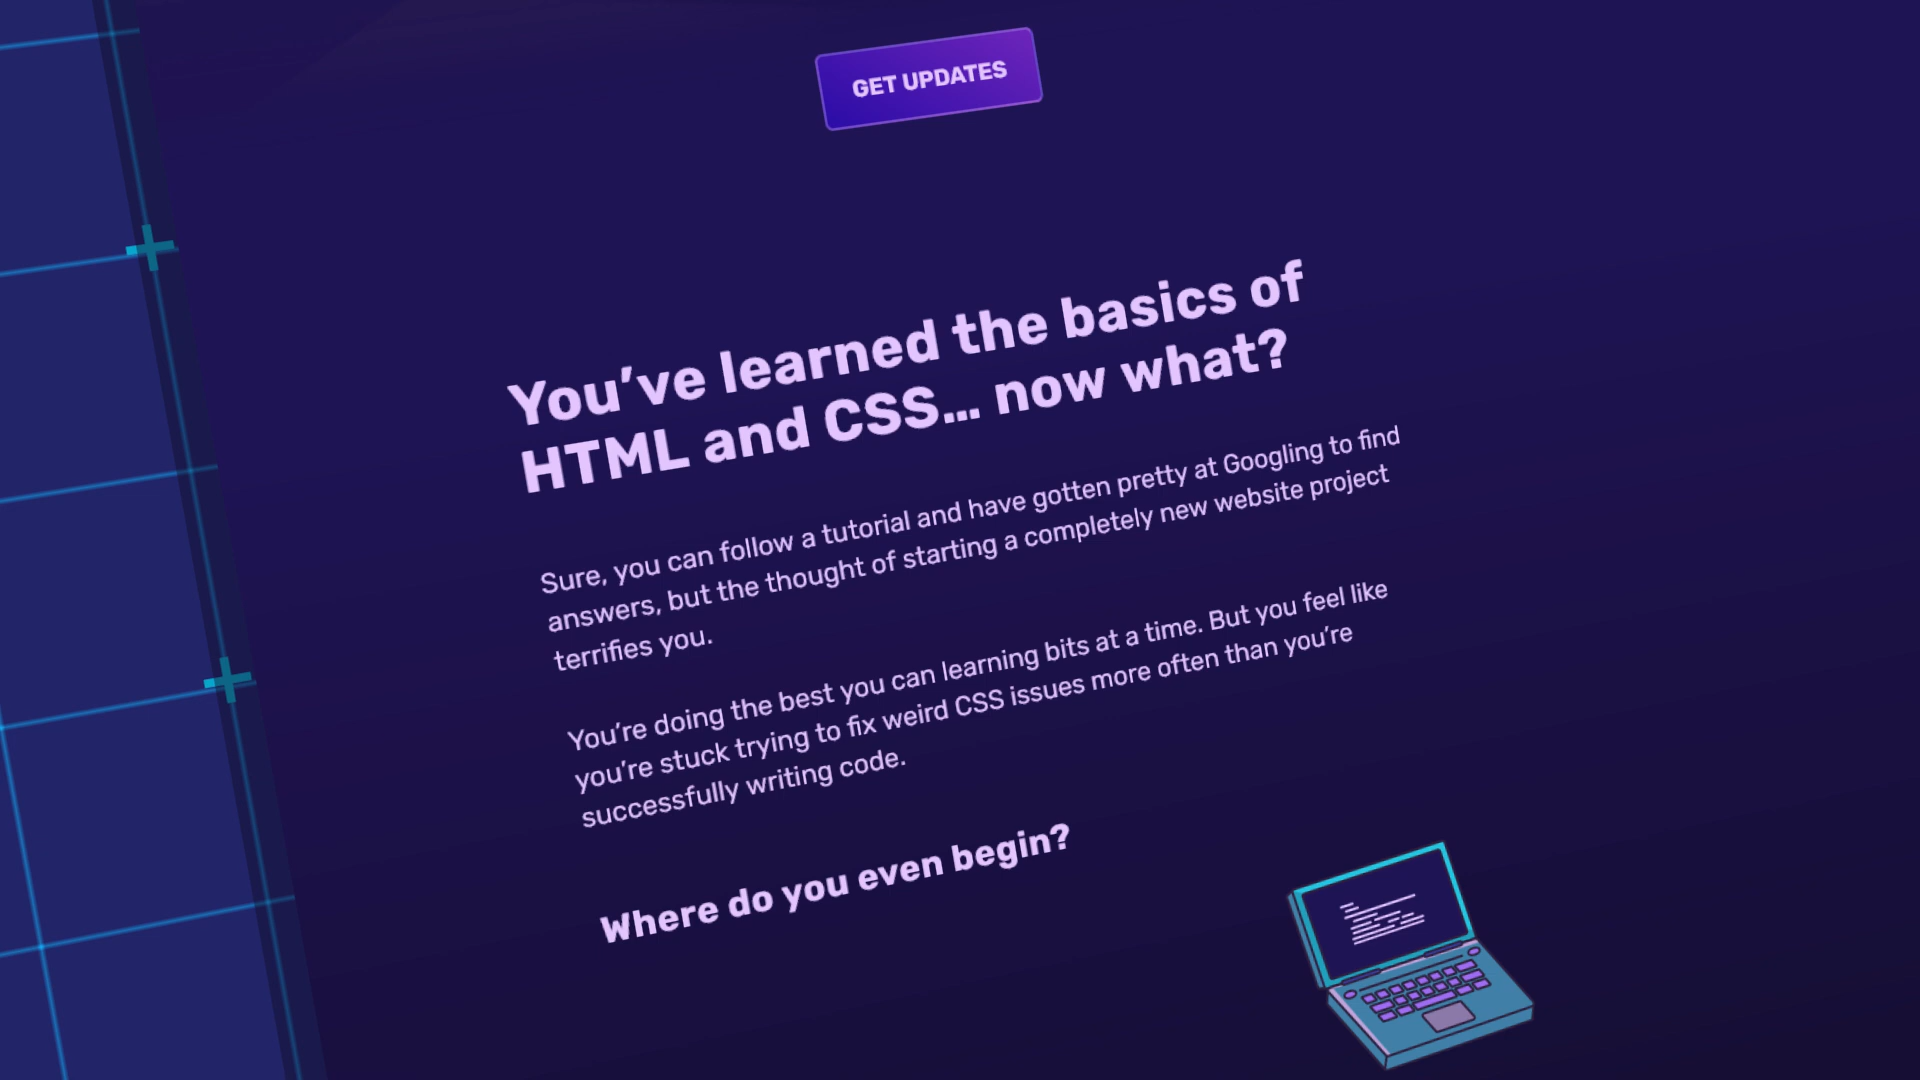 GET UPDATES
You’ve learned the basics of
HTML and CSS… now what?
Sure, you can follow a tutorial and have gotten pretty at Googling to find
answers, but the thought of starting a completely new website project
terrifies you.
You’re doing the best you can learning bits at a time. But you feel like
you’re stuck trying to fix weird CSS issues more often than you’re
successfully writing code.
Where do you even begin?